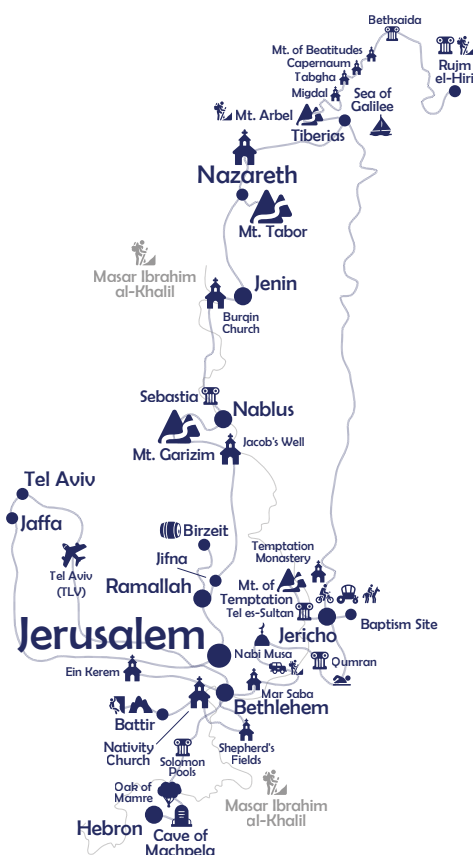 Bethsaida
Mt. of Beatitudes
Capernaum
Tabgha
Migdal
Rujm
el-Hiri
Sea of
Galilee
Mt. Arbel
Tiberias
Nazareth
Mt. Tabor
Masar Ibrahim
al-Khalil
Jenin
Burqin
Church
Sebastia
Nablus
Mt. Garizim
Jacob's Well
Tel Aviv
Jaffa
Tel Aviv
(TLV)
Birzeit
Jifna
Ramallah
Temptation
Monastery
Mt. of
Temptation
Tel es-Sultan
Jericho
Baptism Site
Jerusalem
Nabi Musa
Qumran
Ein Kerem
Mar Saba
Bethlehem
Battir
Nativity
Church
Shepherd's
Fields
Solomon
Pools
Oak of
Mamre
Masar Ibrahim
al-Khalil
Hebron
Cave of
Machpela